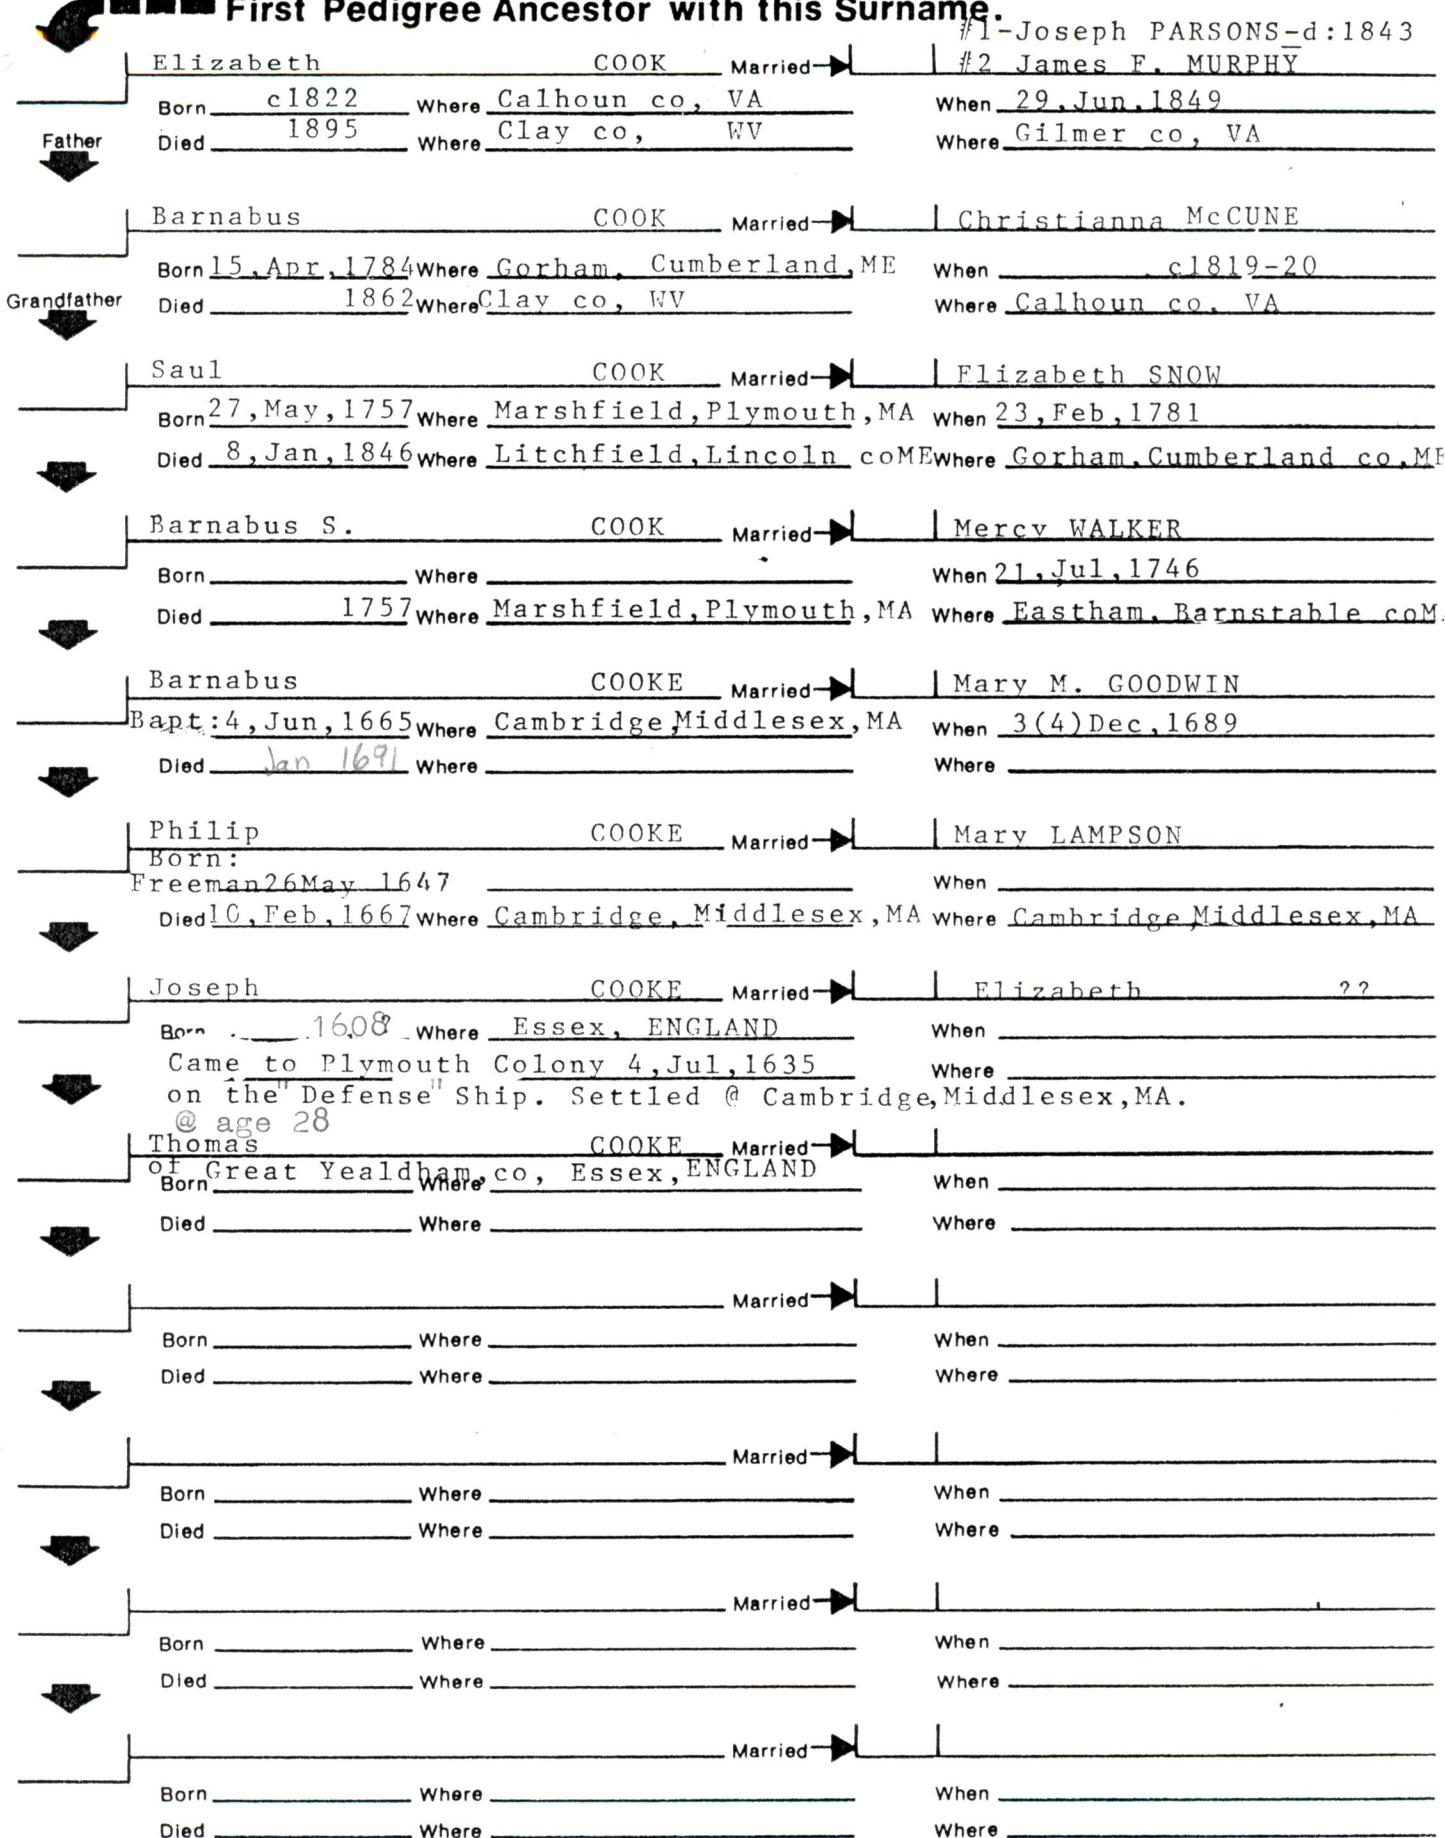 First Pedigree Ancestor with this Surname.
#1-Joseph PARSONS-d:1843
Elizabeth COOK Married #2 James F. MURPHY
Born c1822 Where Calhoun co, VA When 29,Jun,1849
Father
Died 1895 Where Clay co, WV Where Gilmer co, VA
Barnabus COOK Married Christianna McCUNE
Born 15,Apr,1784 Where Gorham, Cumberland,ME When c1819-20
Grandfather
Died 1862 Where Clay co, WV Where Calhoun co, VA
Saul COOK Married Elizabeth SNOW
Born 27,May,1757 Where Marshfield,Plymouth,MA When 23,Feb,1781
Died 8,Jan,1846 Where Litchfield,Lincoln coME Where Gorham,Cumberland co,ME
Barnabus S. COOK Married Mercy WALKER
Born Where When 21,Jul,1746
Died 1757 Where Marshfield,Plymouth,MA Where Eastham, Barnstable coM
Barnabus COOKE Married Mary M. GOODWIN
Bapt:4,Jun,1665 Where Cambridge,Middlesex,MA When 3(4)Dec,1689
Died Jan 1691 Where Where
Philip COOKE Married Mary LAMPSON
Born:
Freeman26May 1647 When
Died 10,Feb,1667 Where Cambridge, Middlesex,MA Where Cambridge,Middlesex,MA
Joseph COOKE Married Elizabeth ??
Born 1608 Where Essex, ENGLAND When
Came to Plymouth Colony 4,Jul,1635 Where
on the "Defense" Ship. Settled @ Cambridge,Middlesex,MA.
@ age 28
Thomas COOKE Married
of Great Yealdham,co, Essex,ENGLAND
Born Where When
Died Where Where
Married
Born Where When
Died Where Where
Married
Born Where When
Died Where Where
Married
Born Where When
Died Where Where
Married
Born Where When
Died Where Where